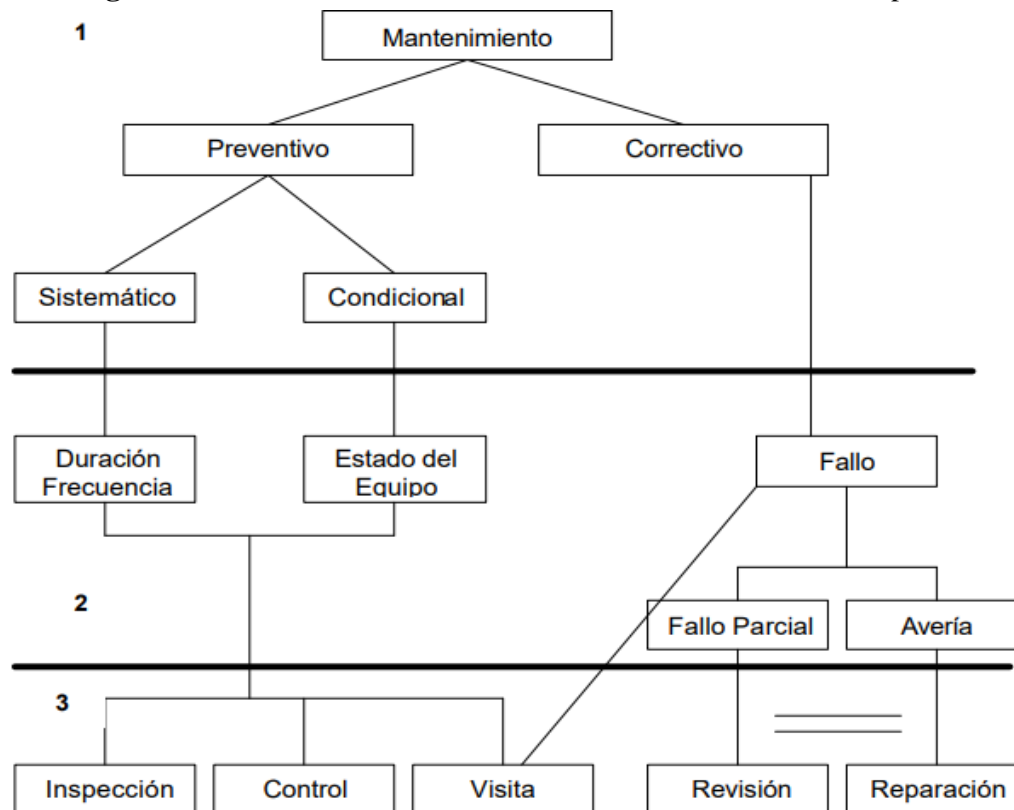 1
Mantenimiento
Preventivo
Correctivo
Sistemático
Condicional
Duración
Frecuencia
Estado del
Equipo
Fallo
2
Fallo Parcial
Avería
3
Inspección
Control
Visita
Revisión
Reparación